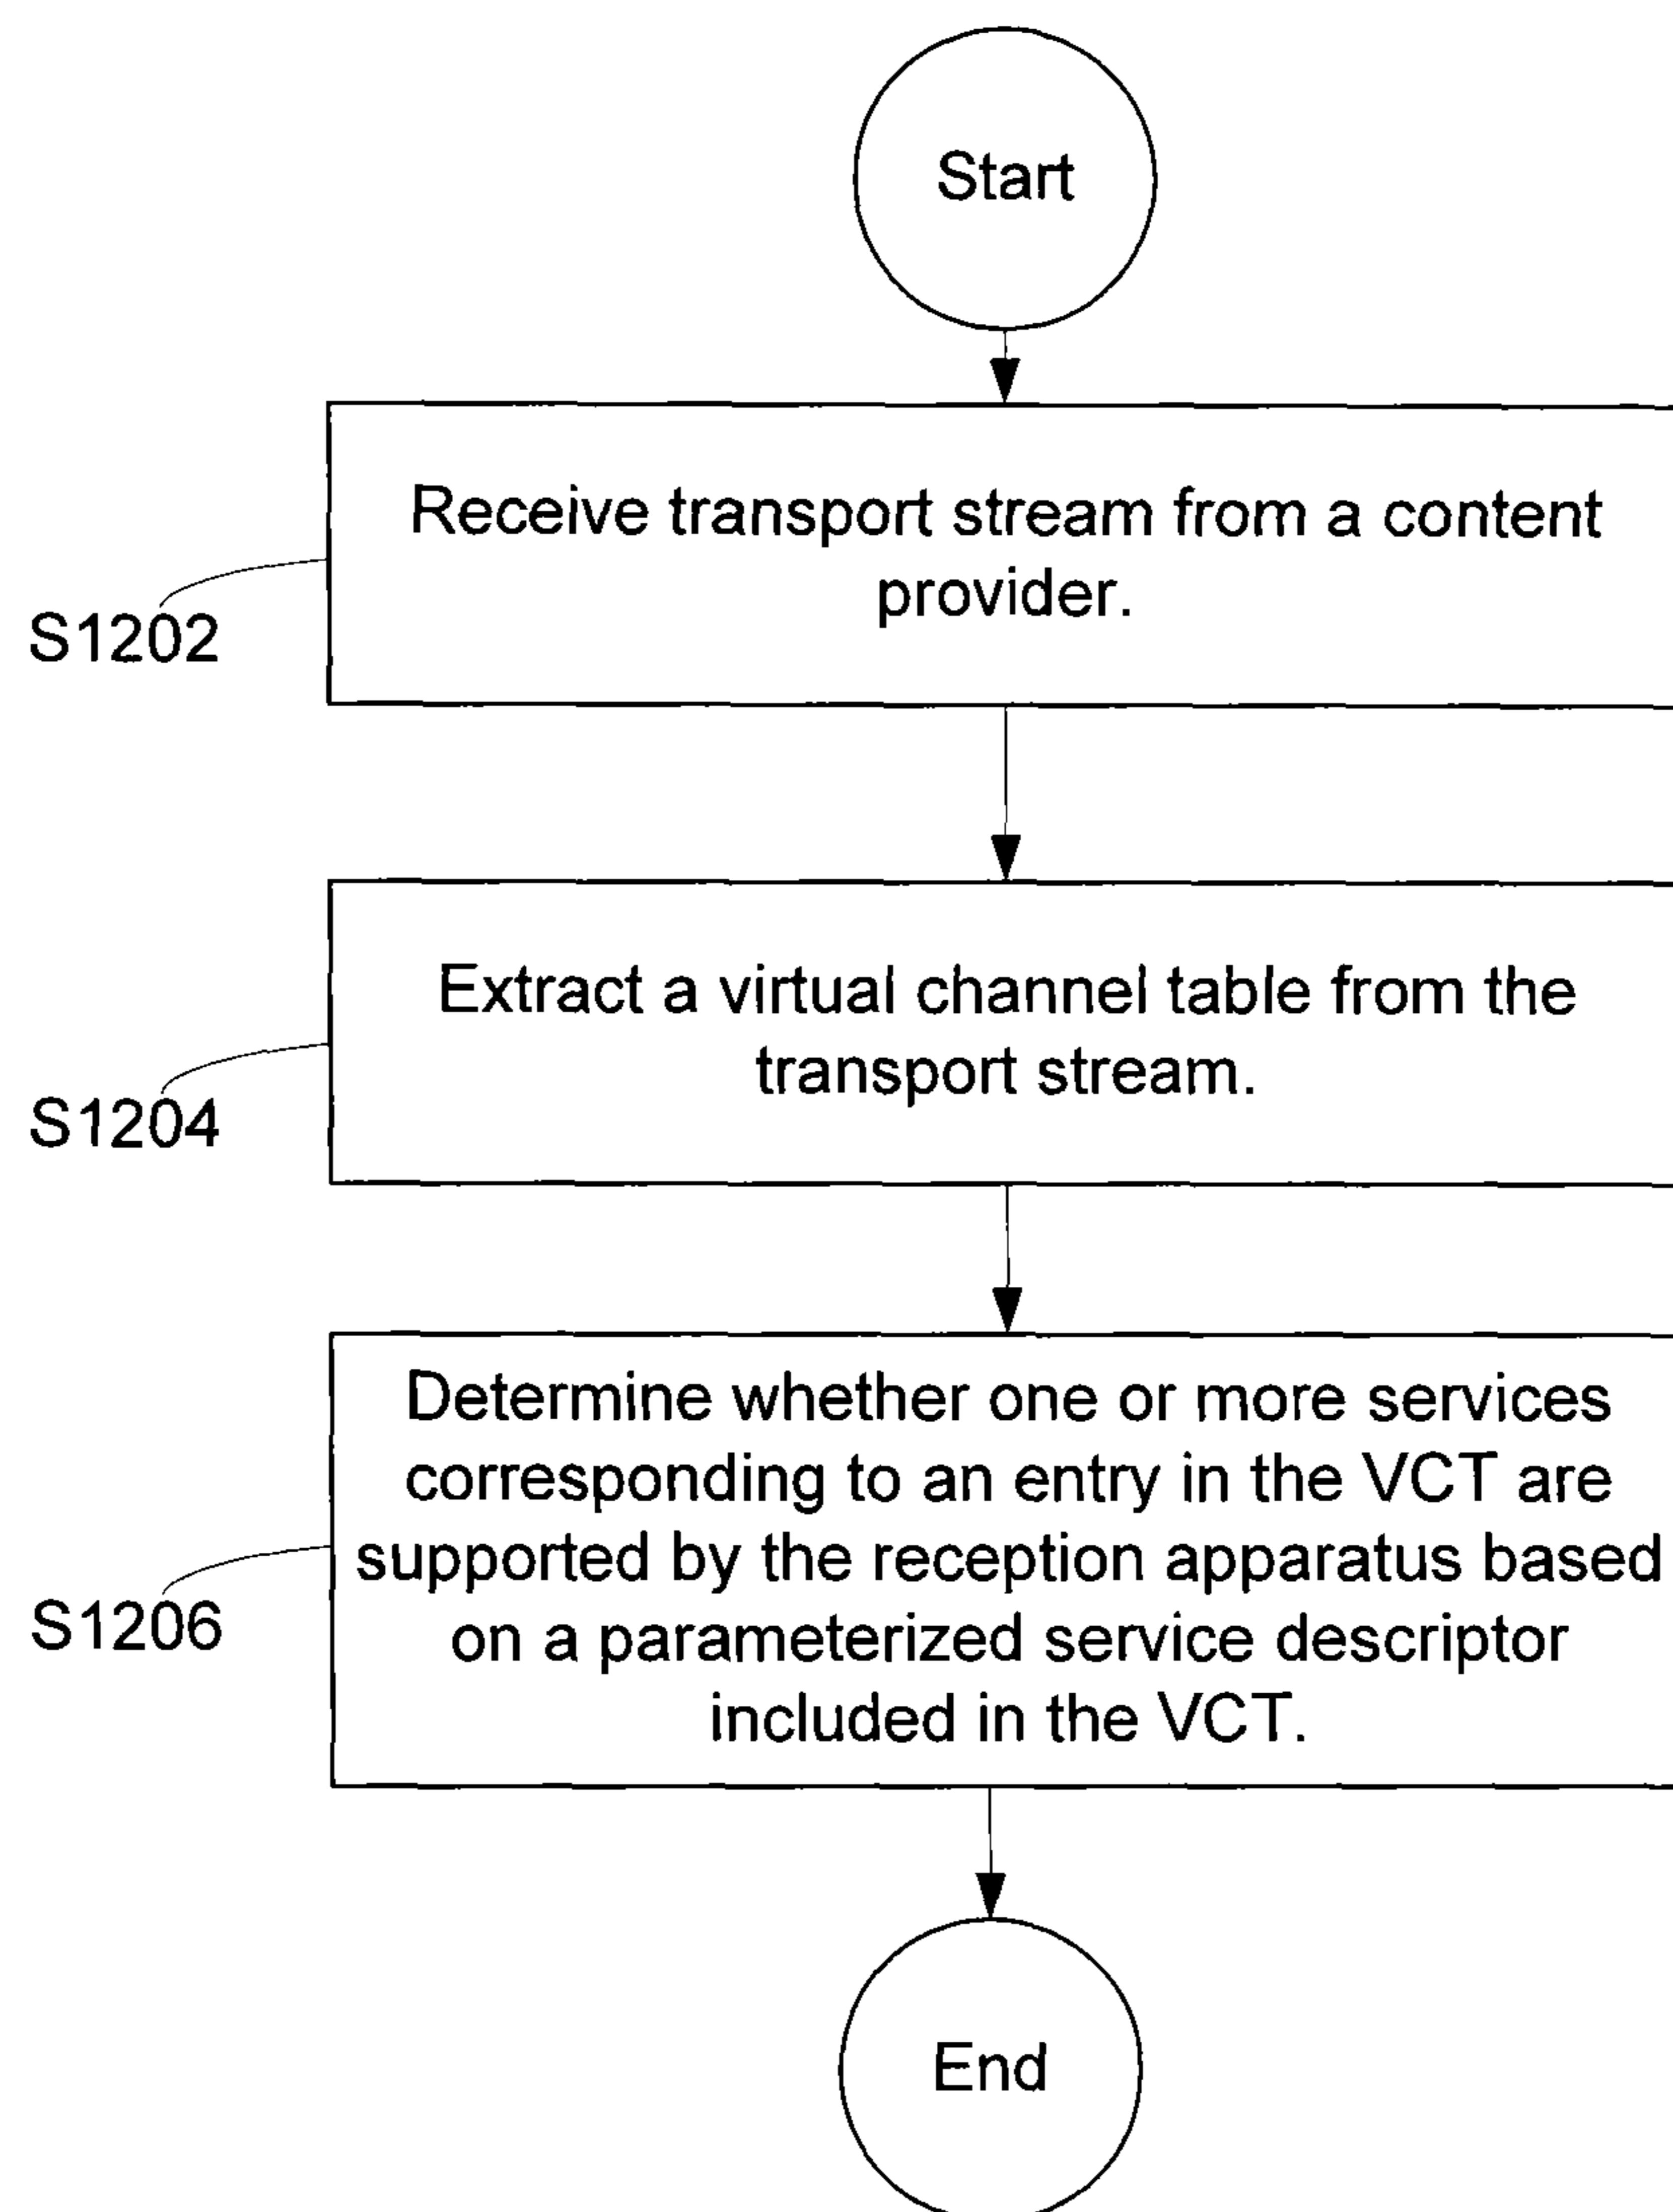 Start
Receive transport stream from a content
provider.
S1202
Extract a virtual channel table from the
transport stream.
S1204
Determine whether one or more services
corresponding to an entry in the VCT are
supported by the reception apparatus based
on a parameterized service descriptor
included in the VCT.
S1206
End